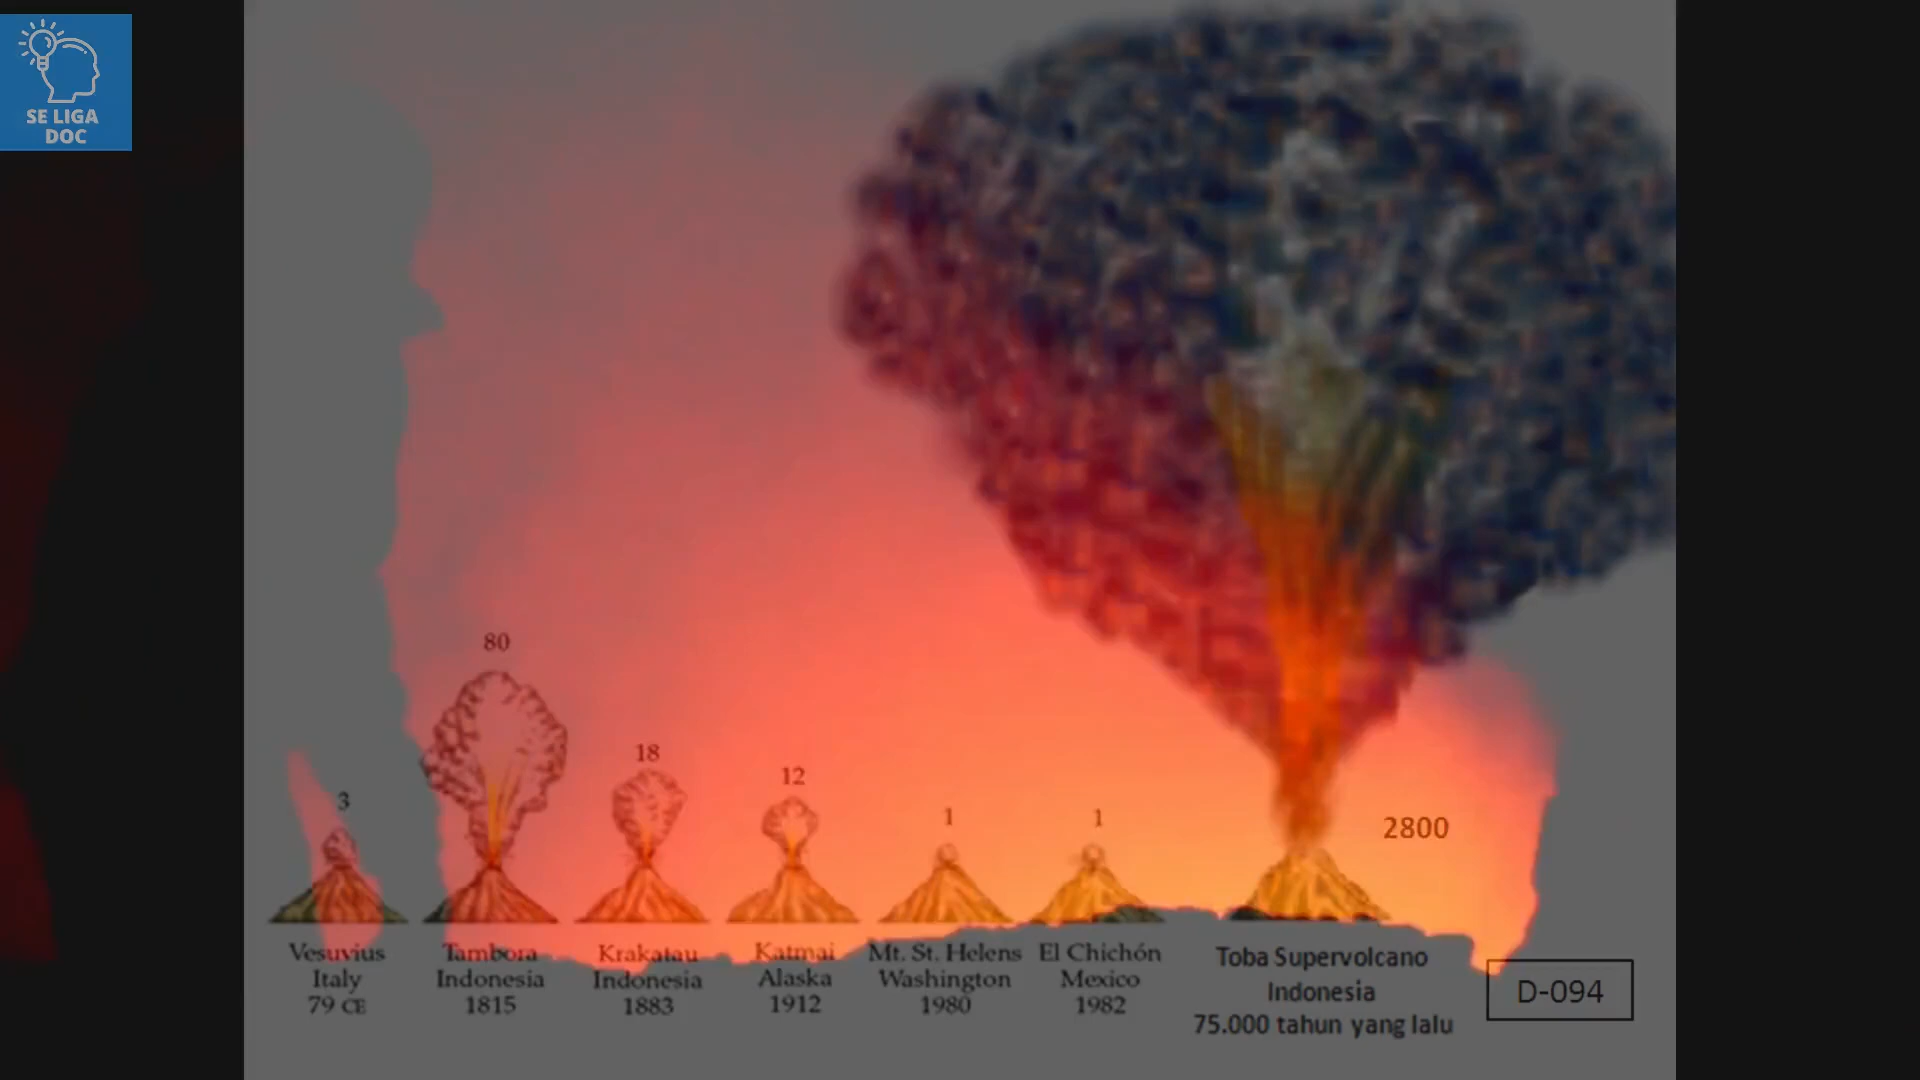 SE LIGA
DOC
80
18
12
3
1
1
2800
Vesuvius
Italy
79 CE
Tambora
Indonesia
1815
Krakatau
Indonesia
1883
Katmai
Alaska
1912
Mt. St. Helens
Washington
1980
El Chichón
Mexico
1982
Toba Supervolcano
Indonesia
75.000 tahun yang lalu
D-094